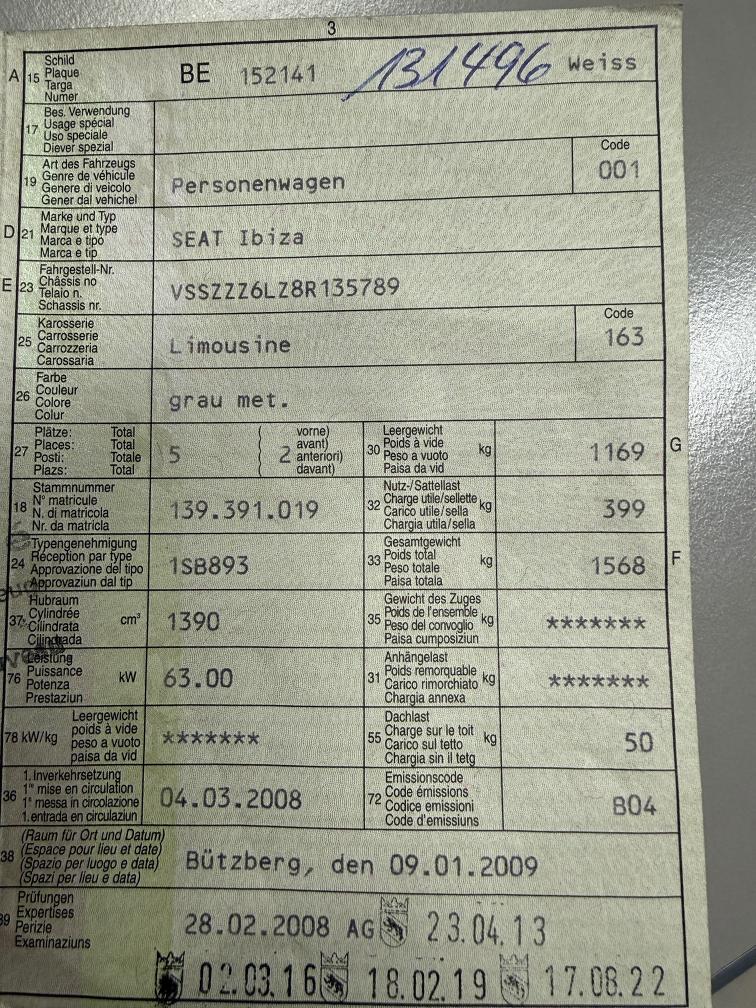 3
A 15 Schild Plaque Targa Numer BE 152141 131496 Weiss
17 Bes. Verwendung Usage spécial Uso speciale Diever spezial
19 Art des Fahrzeugs Genre de véhicule Genere di veicolo Gener dal vehichel Personenwagen Code 001
D 21 Marke und Typ Marque et type Marca e tipo Marca e tip SEAT Ibiza
E 23 Fahrgestell-Nr. Châssis no Telaio n. Schassis nr. VSSZZZ6LZ8R135789
25 Karosserie Carrosserie Carrozzeria Carossaria Limousine Code 163
26 Farbe Couleur Colore Colur grau met.
27 Plätze: Total Places: Total Posti: Totale Plazs: Total 5 vorne) avant) 2 anteriori) davant) 30 Leergewicht Poids à vide Peso a vuoto Paisa da vid kg 1169 G
18 Stammnummer N° matricule N. di matricola Nr. da matricla 139.391.019 32 Nutz-/Sattellast Charge utile/sellette Carico utile/sella Chargia utila/sella kg 399
24 Typengenehmigung Réception par type Approvazione del tipo Approvaziun dal tip 1SB893 33 Gesamtgewicht Poids total Peso totale Paisa totala kg 1568 F
37 Hubraum Cylindrée Cilindrata Cilindrada cm³ 1390 35 Gewicht des Zuges Poids de l'ensemble Peso del convoglio Paisa cumposiziun kg *******
76 Leistung Puissance Potenza Prestaziun kW 63.00 31 Anhängelast Poids remorquable Carico rimorchiato Chargia annexa kg *******
78 kW/kg Leergewicht poids à vide peso a vuoto paisa da vid ******* 55 Dachlast Charge sur le toit Carico sul tetto Chargia sin il tetg kg 50
36 1. Inverkehrsetzung 1re mise en circulation 1a messa in circolazione 1. entrada en circulaziun 04.03.2008 72 Emissionscode Code émissions Codice emissioni Code d'emissiuns B04
38 (Raum für Ort und Datum) (Espace pour lieu et date) (Spazio per luogo e data) (Spazi per lieu e data) Bützberg, den 09.01.2009
39 Prüfungen Expertises Perizie Examinaziuns 28.02.2008 AG 23.04.13
02.03.16 18.02.19 17.08.22